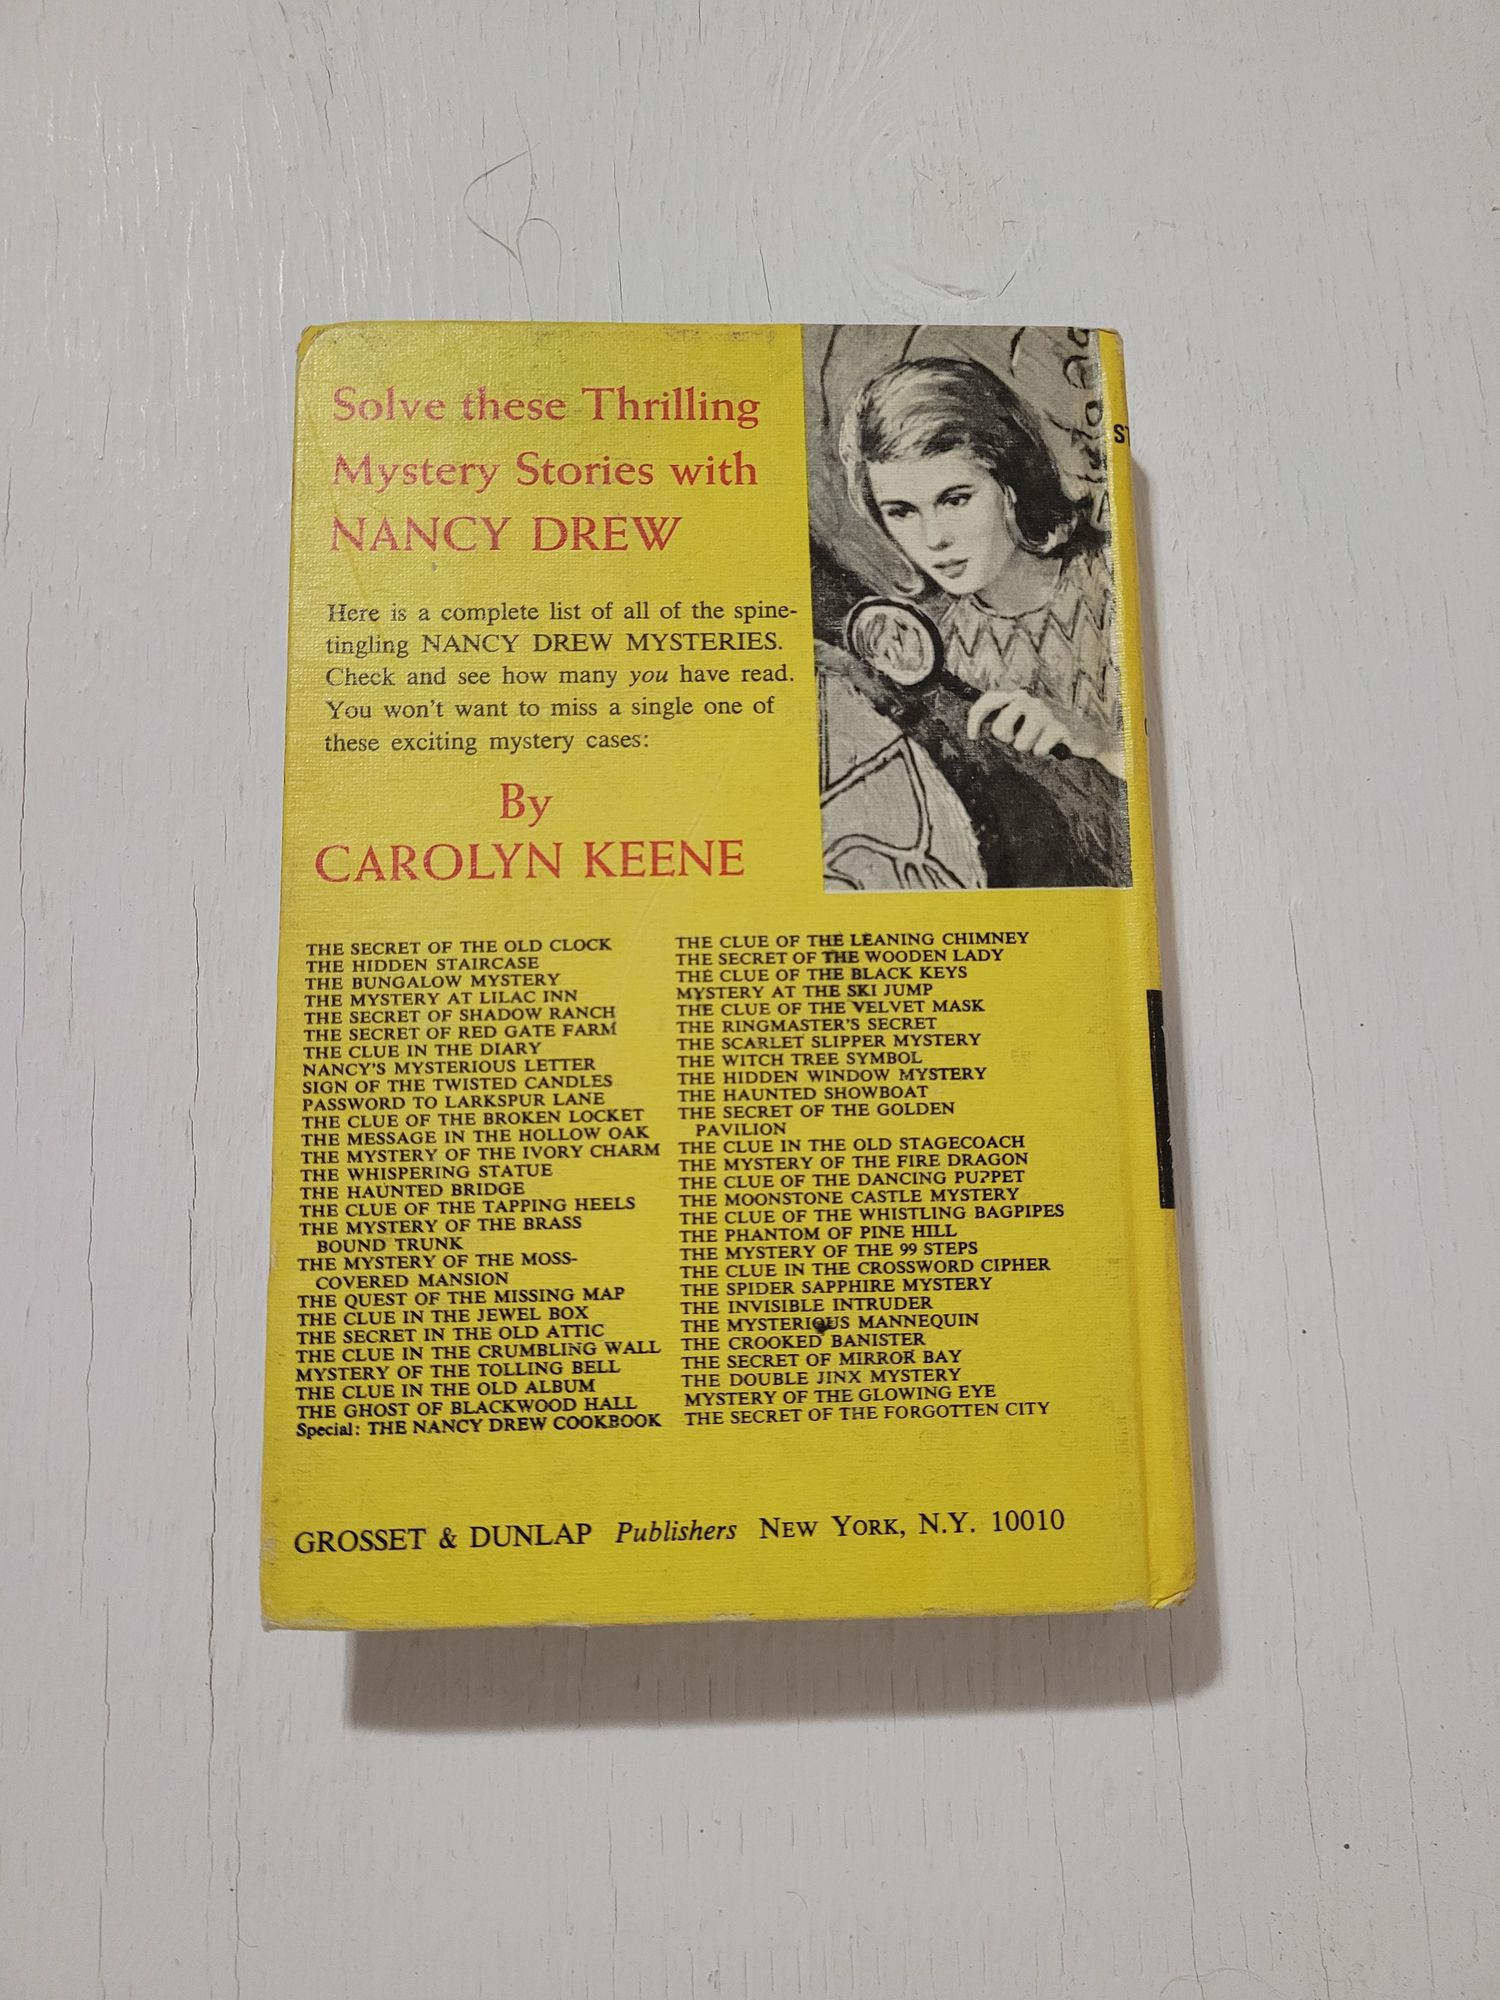 Solve these Thrilling
Mystery Stories with
NANCY DREW
Here is a complete list of all of the spine-
tingling NANCY DREW MYSTERIES.
Check and see how many you have read.
You won't want to miss a single one of
these exciting mystery cases:
By
CAROLYN KEENE
THE SECRET OF THE OLD CLOCK
THE HIDDEN STAIRCASE
THE BUNGALOW MYSTERY
THE MYSTERY AT LILAC INN
THE SECRET OF SHADOW RANCH
THE SECRET OF RED GATE FARM
THE CLUE IN THE DIARY
NANCY'S MYSTERIOUS LETTER
SIGN OF THE TWISTED CANDLES
PASSWORD TO LARKSPUR LANE
THE CLUE OF THE BROKEN LOCKET
THE MESSAGE IN THE HOLLOW OAK
THE MYSTERY OF THE IVORY CHARM
THE WHISPERING STATUE
THE HAUNTED BRIDGE
THE CLUE OF THE TAPPING HEELS
THE MYSTERY OF THE BRASS
BOUND TRUNK
THE MYSTERY OF THE MOSS-
COVERED MANSION
THE QUEST OF THE MISSING MAP
THE CLUE IN THE JEWEL BOX
THE SECRET IN THE OLD ATTIC
THE CLUE IN THE CRUMBLING WALL
MYSTERY OF THE TOLLING BELL
THE CLUE IN THE OLD ALBUM
THE GHOST OF BLACKWOOD HALL
Special: THE NANCY DREW COOKBOOK
THE CLUE OF THE LEANING CHIMNEY
THE SECRET OF THE WOODEN LADY
THE CLUE OF THE BLACK KEYS
MYSTERY AT THE SKI JUMP
THE CLUE OF THE VELVET MASK
THE RINGMASTER'S SECRET
THE SCARLET SLIPPER MYSTERY
THE WITCH TREE SYMBOL
THE HIDDEN WINDOW MYSTERY
THE HAUNTED SHOWBOAT
THE SECRET OF THE GOLDEN
PAVILION
THE CLUE IN THE OLD STAGECOACH
THE MYSTERY OF THE FIRE DRAGON
THE CLUE OF THE DANCING PUPPET
THE MOONSTONE CASTLE MYSTERY
THE CLUE OF THE WHISTLING BAGPIPES
THE PHANTOM OF PINE HILL
THE MYSTERY OF THE 99 STEPS
THE CLUE IN THE CROSSWORD CIPHER
THE SPIDER SAPPHIRE MYSTERY
THE INVISIBLE INTRUDER
THE MYSTERIOUS MANNEQUIN
THE CROOKED BANISTER
THE SECRET OF MIRROR BAY
THE DOUBLE JINX MYSTERY
MYSTERY OF THE GLOWING EYE
THE SECRET OF THE FORGOTTEN CITY
GROSSET & DUNLAP Publishers NEW YORK, N.Y. 10010